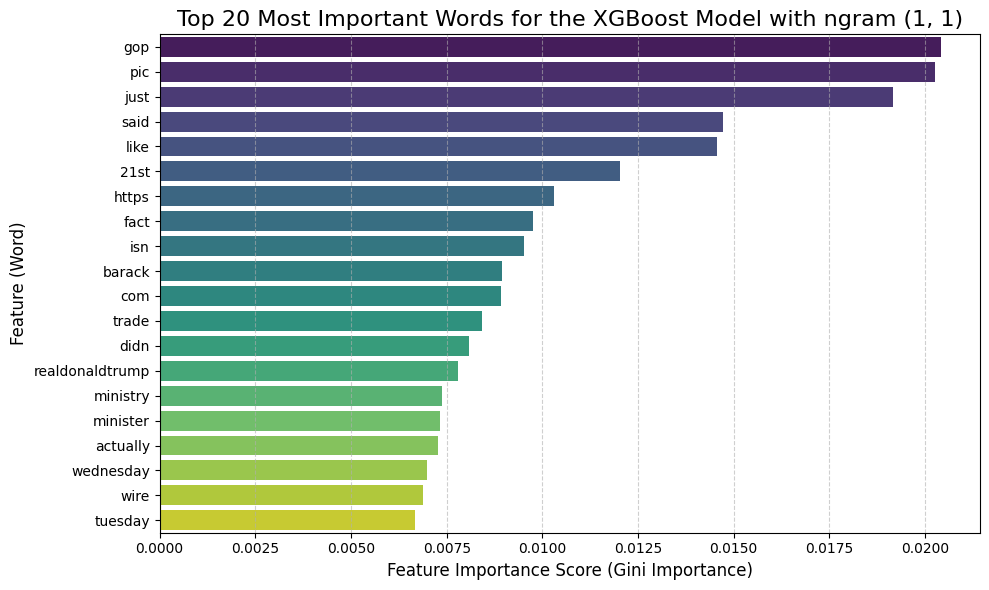 Top 20 Most Important Words for the XGBoost Model with ngram (1, 1)
Feature (Word)
gop
pic
just
said
like
21st
https
fact
isn
barack
com
trade
didn
realdonaldtrump
ministry
minister
actually
wednesday
wire
tuesday
0.0000 0.0025 0.0050 0.0075 0.0100 0.0125 0.0150 0.0175 0.0200
Feature Importance Score (Gini Importance)